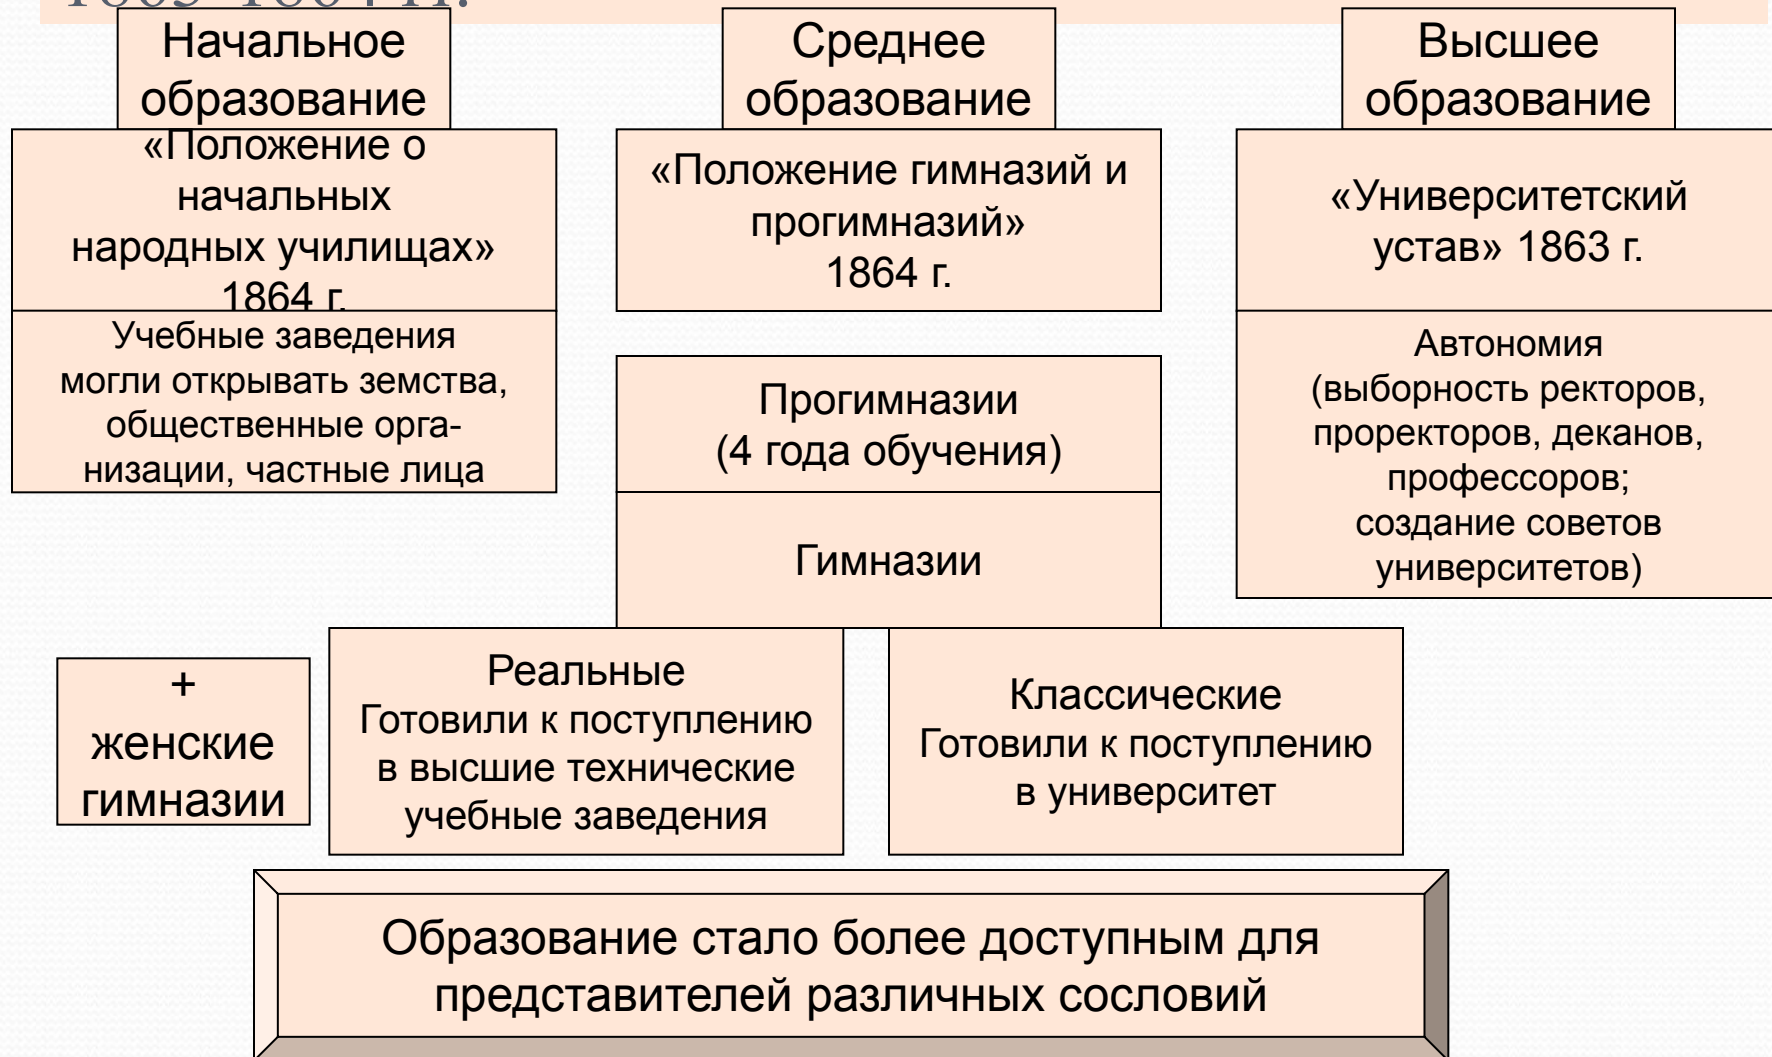 Начальное
образование
«Положение о
начальных
народных училищах»
1864 г.
Учебные заведения
могли открывать земства,
общественные орга-
низации, частные лица
Среднее
образование
«Положение гимназий и
прогимназий»
1864 г.
Прогимназии
(4 года обучения)
Гимназии
Высшее
образование
«Университетский
устав» 1863 г.
Автономия
(выборность ректоров,
проректоров, деканов,
профессоров;
создание советов
университетов)
+
женские
гимназии
Реальные
Готовили к поступлению
в высшие технические
учебные заведения
Классические
Готовили к поступлению
в университет
Образование стало более доступным для
представителей различных сословий